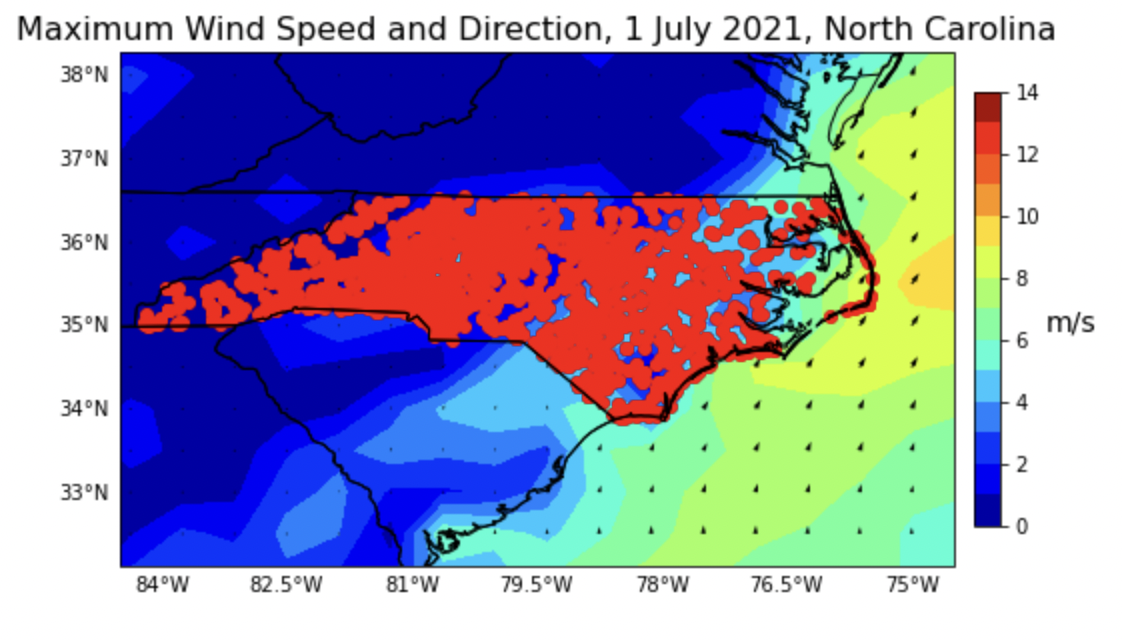 Maximum Wind Speed and Direction, 1 July 2021, North Carolina
38°N
37°N
36°N
35°N
34°N
33°N
84°W 82.5°W 81°W 79.5°W 78°W 76.5°W 75°W
14
12
10
8
6
4
2
0
m/s